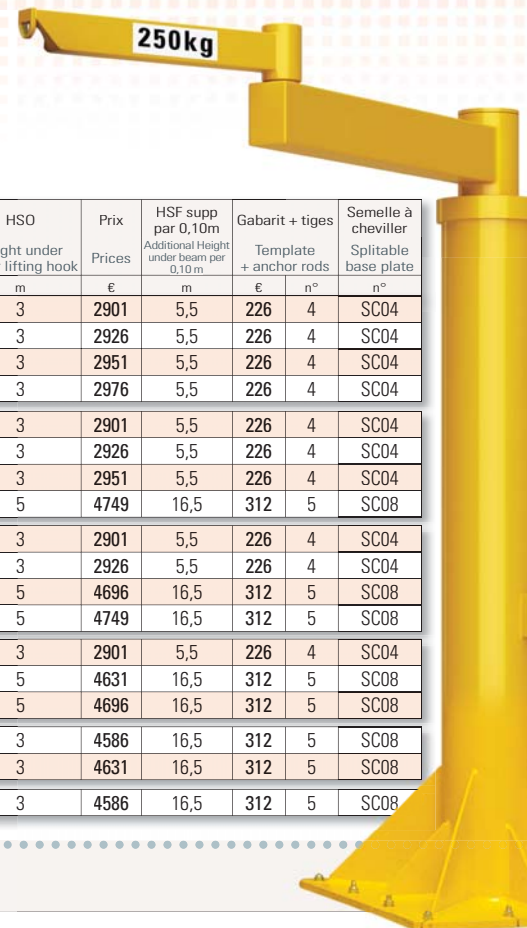 250kg
HSO Prix HSF supp par 0,10m Gabarit + tiges Semelle à cheviller
under lifting hook Prices Additional Height under beam per 0,10 m Template + anchor rods Splitable base plate
m € m € n° n°
3 2901 5,5 226 4 SC04
3 2926 5,5 226 4 SC04
3 2951 5,5 226 4 SC04
3 2976 5,5 226 4 SC04
3 2901 5,5 226 4 SC04
3 2926 5,5 226 4 SC04
3 2951 5,5 226 4 SC04
5 4749 16,5 312 5 SC08
3 2901 5,5 226 4 SC04
3 2926 5,5 226 4 SC04
5 4696 16,5 312 5 SC08
5 4749 16,5 312 5 SC08
3 2901 5,5 226 4 SC04
5 4631 16,5 312 5 SC08
5 4696 16,5 312 5 SC08
3 4586 16,5 312 5 SC08
3 4631 16,5 312 5 SC08
3 4586 16,5 312 5 SC08